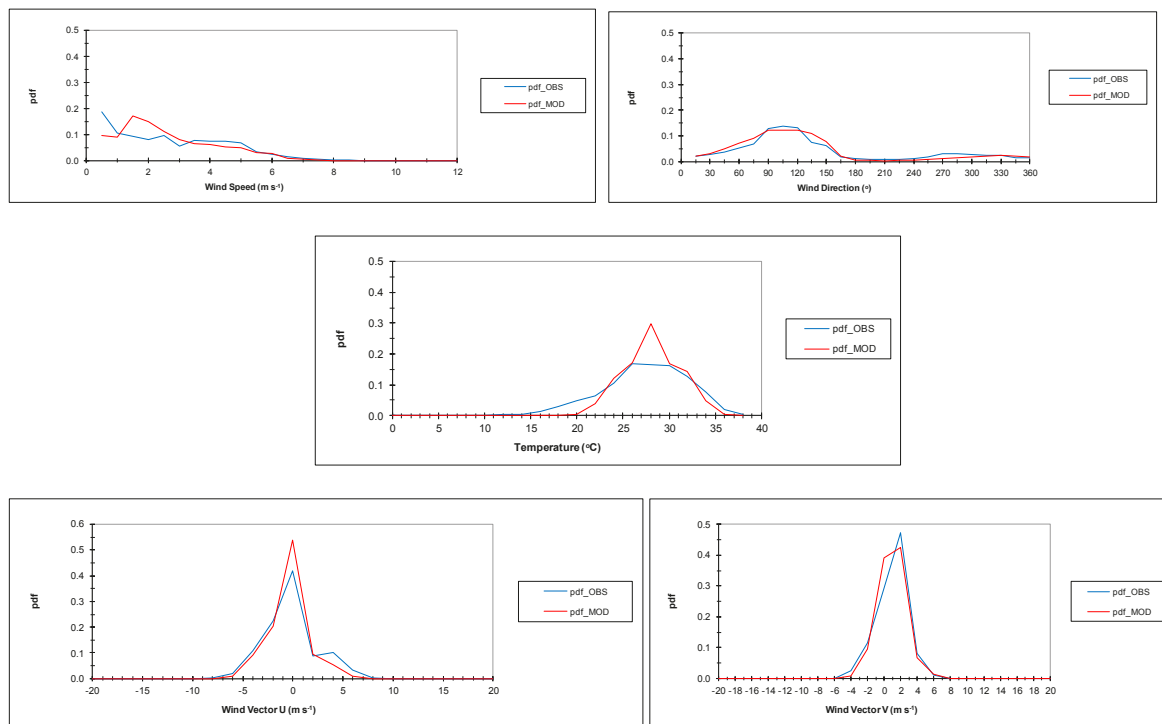 0.5
0.4
0.3
0.2
0.1
0.0
pdf
0 2 4 6 8 10 12
Wind Speed (m s-1)
pdf_OBS
pdf_MOD
0.5
0.4
0.3
0.2
0.1
0.0
pdf
0 30 60 90 120 150 180 210 240 270 300 330 360
Wind Direction (o)
pdf_OBS
pdf_MOD
0.5
0.4
0.3
0.2
0.1
0.0
pdf
0 5 10 15 20 25 30 35 40
Temperature (oC)
pdf_OBS
pdf_MOD
0.6
0.5
0.4
0.3
0.2
0.1
0.0
pdf
-20 -15 -10 -5 0 5 10 15 20
Wind Vector U (m s-1)
pdf_OBS
pdf_MOD
0.5
0.4
0.3
0.2
0.1
0.0
pdf
-20 -18 -16 -14 -12 -10 -8 -6 -4 -2 0 2 4 6 8 10 12 14 16 18 20
Wind Vector V (m s-1)
pdf_OBS
pdf_MOD